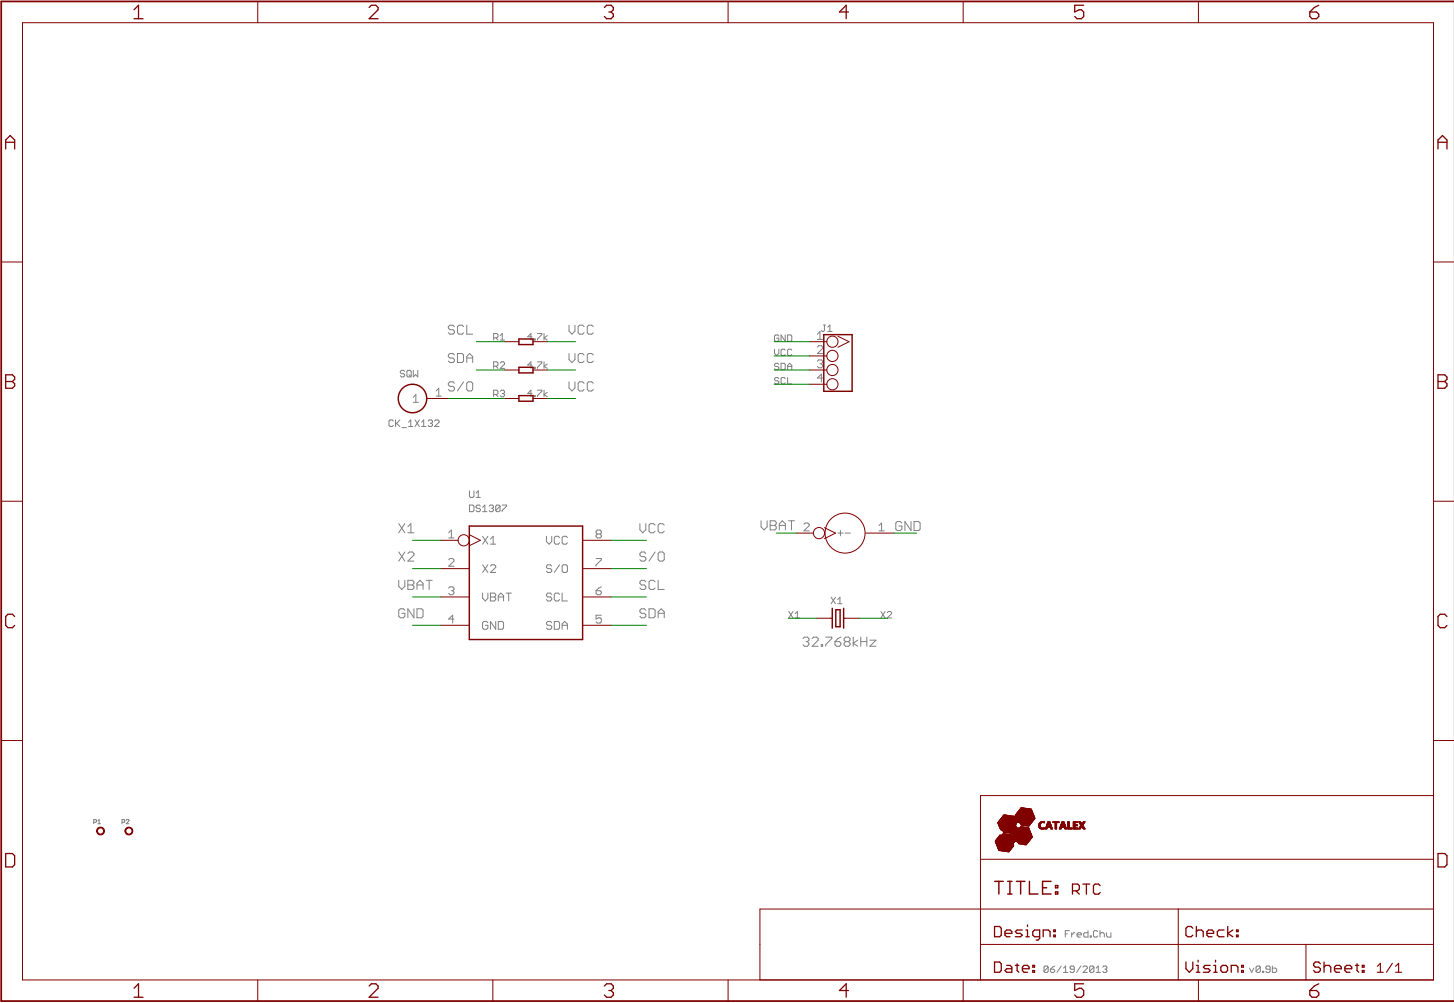 1 2 3 4 5 6
A A
B B
C C
D D
SCL R1 4.7k VCC
SDA R2 4.7k VCC
SQW
S/O R3 4.7k VCC
1 1
CK_1X132
J1
GND 1
VCC 2
SDA 3
SCL 4
U1
DS1307
X1 1 X1 VCC 8 VCC
X2 2 X2 S/O 7 S/O
VBAT 3 VBAT SCL 6 SCL
GND 4 GND SDA 5 SDA
VBAT 2 +- 1 GND
X1
X1 X2
32.768kHz
P1 P2
CATALEX
TITLE: RTC
Design: Fred.Chu Check:
Date: 06/19/2013 Vision: v0.9b Sheet: 1/1
1 2 3 4 5 6